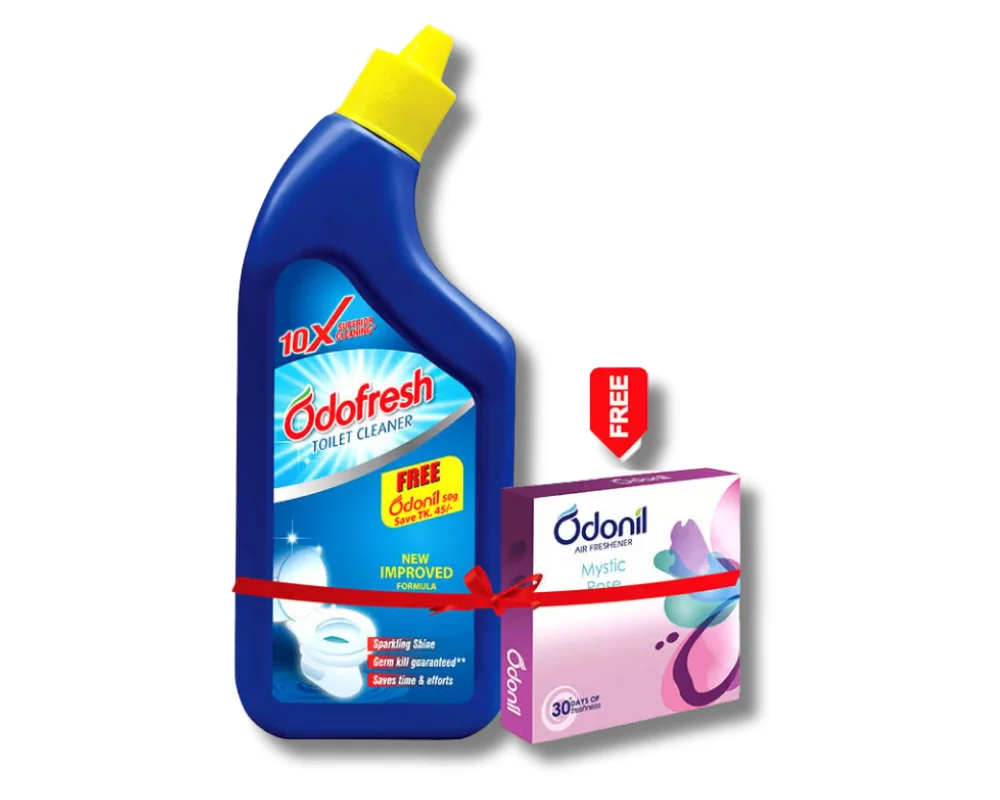 10X SUPERIOR
CLEANING*
Odofresh
TOILET CLEANER
FREE
Odonil 50g
Save TK. 45/-
NEW
IMPROVED
FORMULA
Sparkling Shine
Germ kill guaranteed**
Saves time & efforts
FREE
Odonil
Odonil
AIR FRESHENER
Mystic
Rose
Odonil
30 DAYS OF
freshness